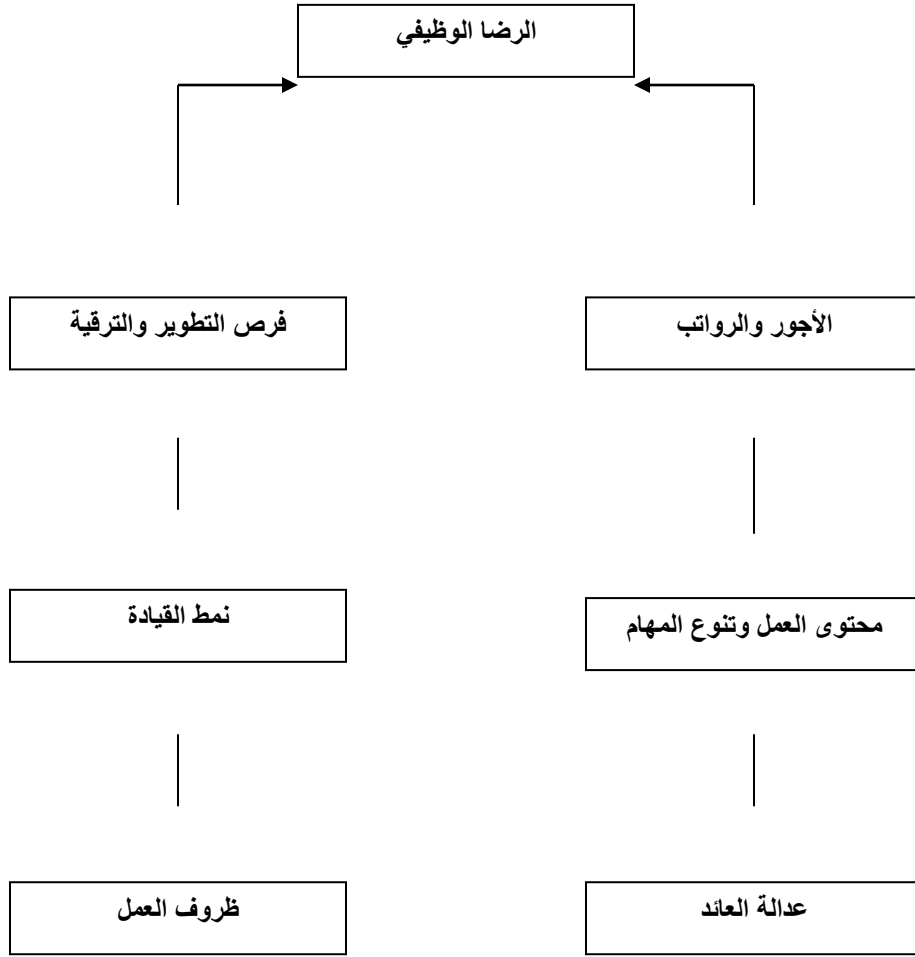 الرضا الوظيفي
الأجور والرواتب
فرص التطوير والترقية
محتوى العمل وتنوع المهام
نمط القيادة
عدالة العائد
ظروف العمل